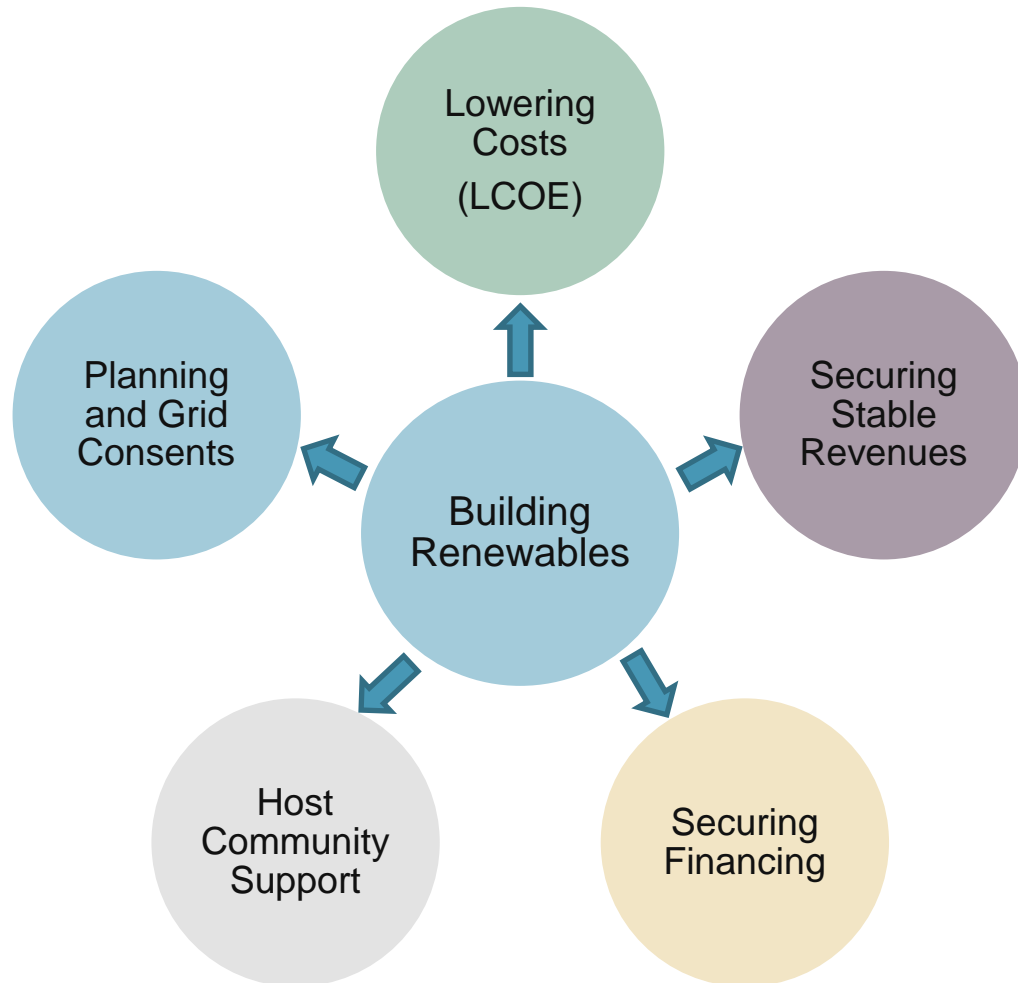 Lowering
Costs
(LCOE)
Planning
and Grid
Consents
Securing
Stable
Revenues
Building
Renewables
Host
Community
Support
Securing
Financing